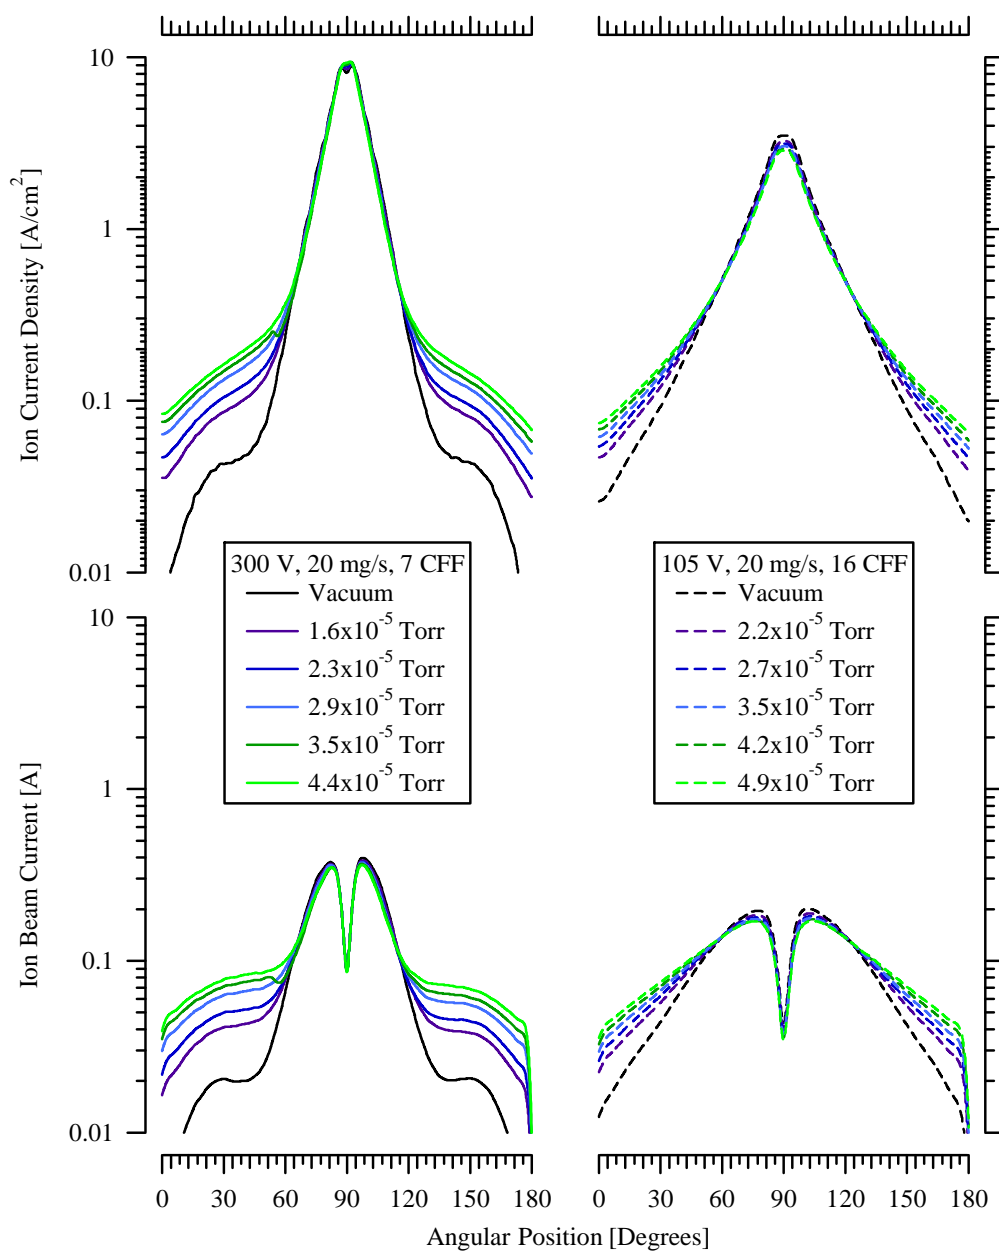 10
1
0.1
0.01
Ion Current Density [A/cm²]
300 V, 20 mg/s, 7 CFF
Vacuum
1.6x10⁻⁵ Torr
2.3x10⁻⁵ Torr
2.9x10⁻⁵ Torr
3.5x10⁻⁵ Torr
4.4x10⁻⁵ Torr
105 V, 20 mg/s, 16 CFF
Vacuum
2.2x10⁻⁵ Torr
2.7x10⁻⁵ Torr
3.5x10⁻⁵ Torr
4.2x10⁻⁵ Torr
4.9x10⁻⁵ Torr
10
1
0.1
0.01
Ion Beam Current [A]
0 30 60 90 120 150 180
0 30 60 90 120 150 180
Angular Position [Degrees]